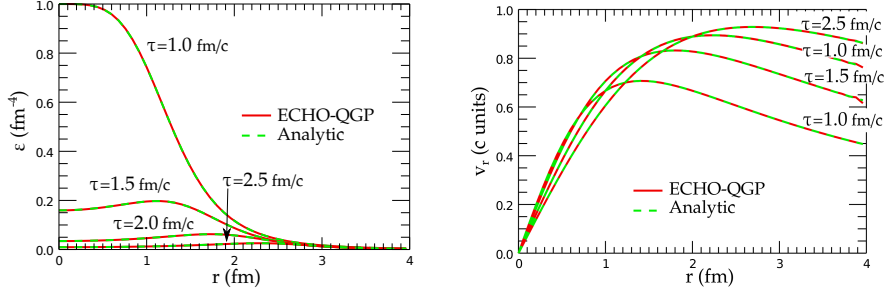 1.0
0.8
0.6
0.4
0.2
0.0
ε (fm⁻⁴)
τ=1.0 fm/c
ECHO-QGP
Analytic
τ=1.5 fm/c
τ=2.5 fm/c
τ=2.0 fm/c
0 1 2 3 4
r (fm)
1.0
0.8
0.6
0.4
0.2
0.0
vᵣ (c units)
τ=2.5 fm/c
τ=1.0 fm/c
τ=1.5 fm/c
τ=1.0 fm/c
ECHO-QGP
Analytic
0 1 2 3 4
r (fm)